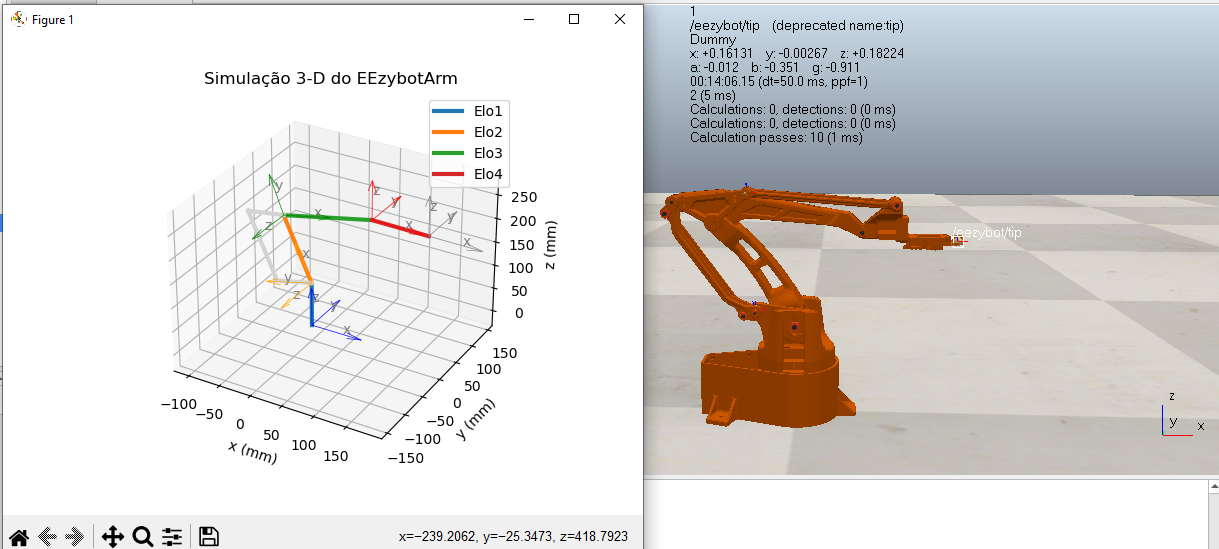 Figure 1
Simulação 3-D do EEzybotArm
Elo1
Elo2
Elo3
Elo4
250
200
150
100
50
0
z (mm)
150
100
50
0
−50
−100
−150
y (mm)
−100
−50
0
50
100
150
x (mm)
y
z
x
z
y
x
z
y
x
x
y
z
z
y
x
x=−239.2062, y=−25.3473, z=418.7923
1
/eezybot/tip (deprecated name:tip)
Dummy
x: +0.16131 y: -0.00267 z: +0.18224
a: -0.012 b: -0.351 g: -0.911
00:14:06.15 (dt=50.0 ms, ppf=1)
2 (5 ms)
Calculations: 0, detections: 0 (0 ms)
Calculations: 0, detections: 0 (0 ms)
Calculation passes: 10 (1 ms)
/eezybot/tip
z
y
x